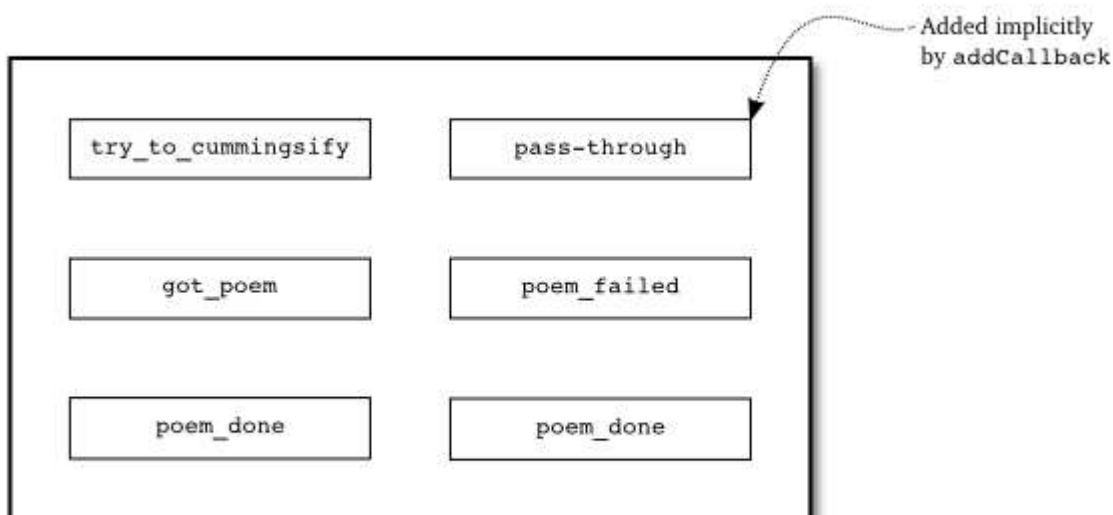 Added implicitly
by addCallback
try_to_cummingsify
pass-through
got_poem
poem_failed
poem_done
poem_done